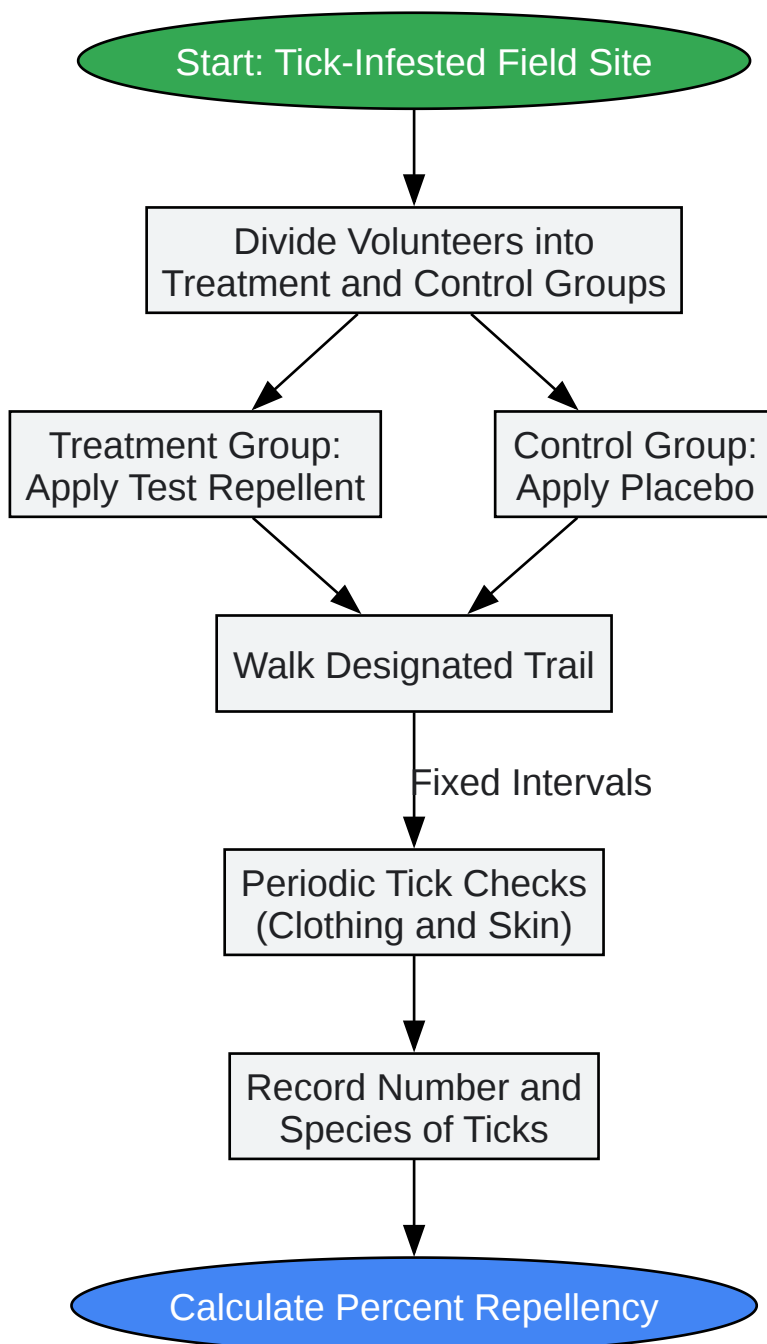 Start: Tick-Infested Field Site
Divide Volunteers into
Treatment and Control Groups
Treatment Group:
Apply Test Repellent
Control Group:
Apply Placebo
Walk Designated Trail
Fixed Intervals
Periodic Tick Checks
(Clothing and Skin)
Record Number and
Species of Ticks
Calculate Percent Repellency